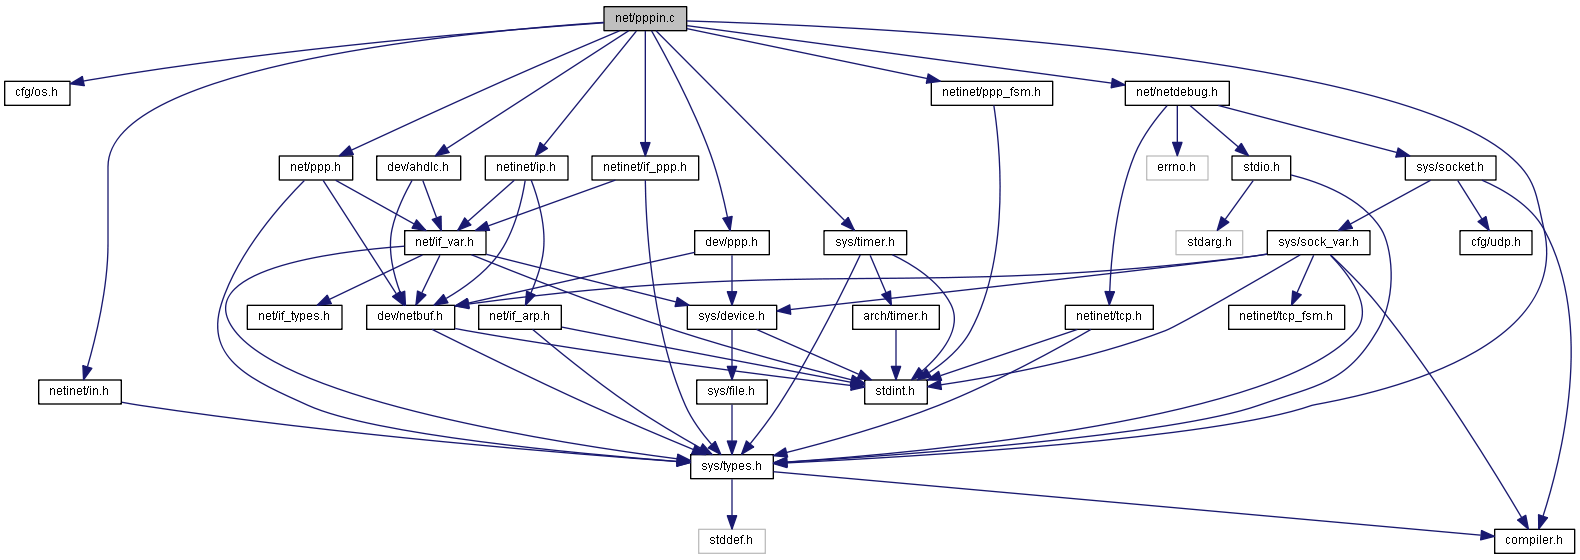 net/pppin.c
cfg/os.h
netinet/ppp_fsm.h
net/netdebug.h
net/ppp.h
dev/ahdlc.h
netinet/ip.h
netinet/if_ppp.h
errno.h
stdio.h
sys/socket.h
net/if_var.h
dev/ppp.h
sys/timer.h
stdarg.h
sys/sock_var.h
cfg/udp.h
net/if_types.h
dev/netbuf.h
net/if_arp.h
sys/device.h
arch/timer.h
netinet/tcp.h
netinet/tcp_fsm.h
netinet/in.h
sys/file.h
stdint.h
sys/types.h
stddef.h
compiler.h